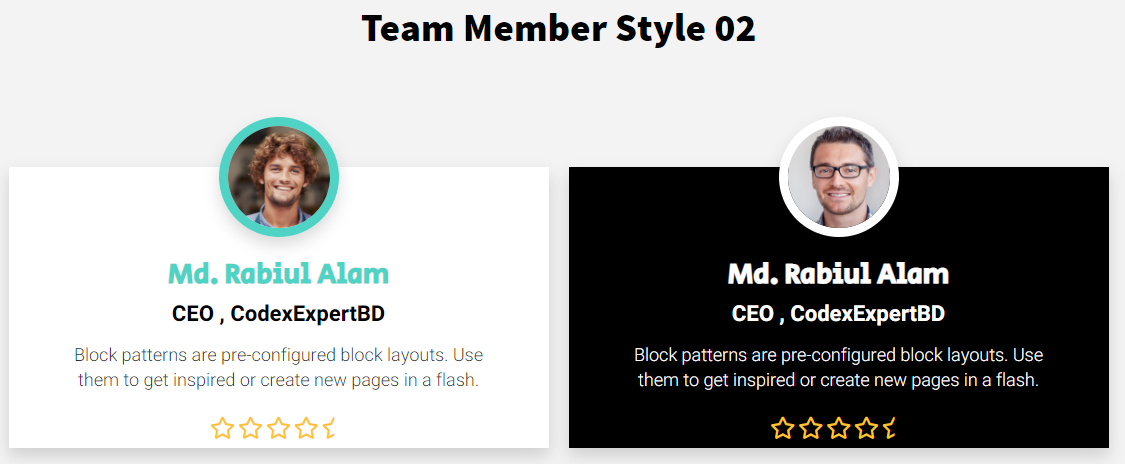 Team Member Style 02
Md. Rabiul Alam
CEO , CodexExpertBD
Block patterns are pre-configured block layouts. Use
them to get inspired or create new pages in a flash.
Md. Rabiul Alam
CEO , CodexExpertBD
Block patterns are pre-configured block layouts. Use
them to get inspired or create new pages in a flash.